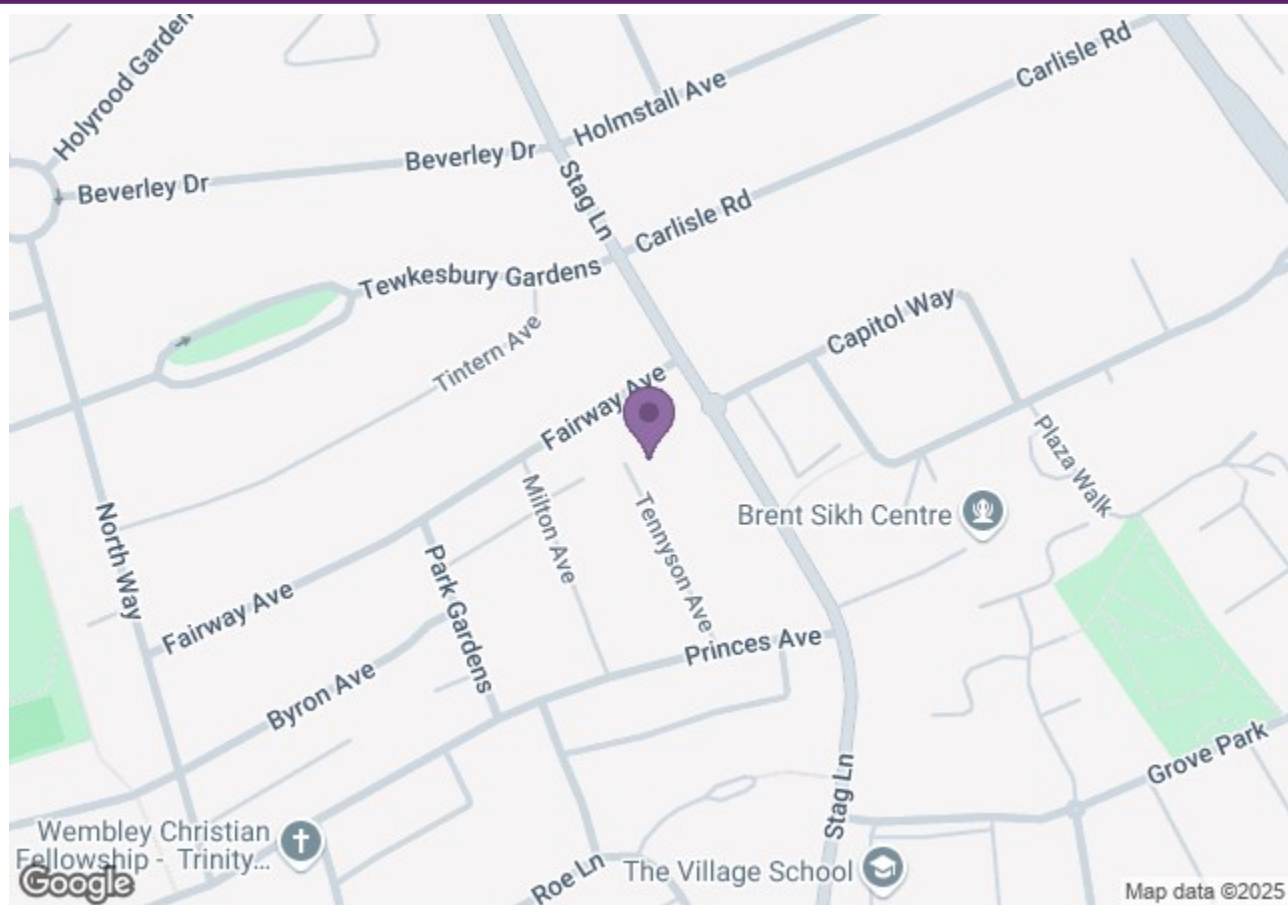 Holyrood Garden
Holmstall Ave
Carlisle Rd
Beverley Dr
Beverley Dr
Stag Ln
Carlisle Rd
Tewkesbury Gardens
Capitol Way
Tintern Ave
Fairway Ave
Plaza Walk
Milton Ave
Tennyson Ave
Brent Sikh Centre
North Way
Park Gardens
Fairway Ave
Princes Ave
Byron Ave
Grove Park
Stag Ln
Wembley Christian
Fellowship - Trinity...
Roe Ln
The Village School
Google
Map data ©2025